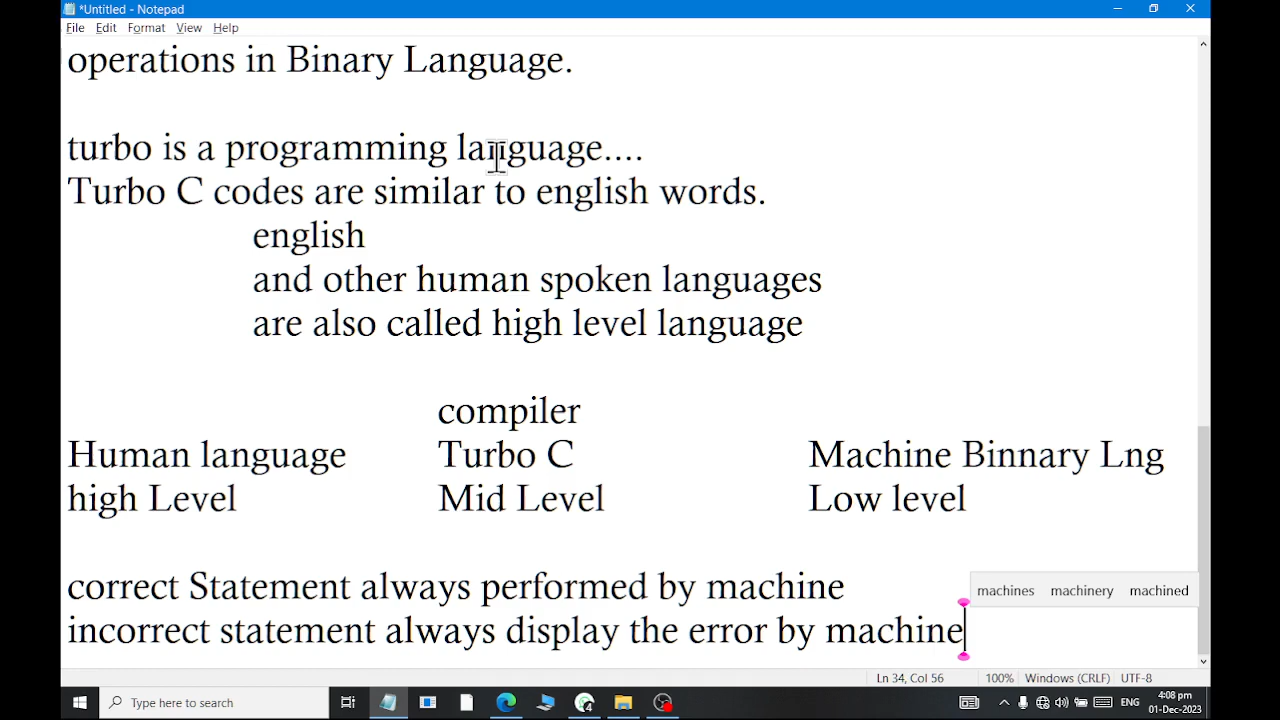 *Untitled - Notepad
File Edit Format View Help
operations in Binary Language.
turbo is a programming language....
Turbo C codes are similar to english words.
english
and other human spoken languages
are also called high level language
compiler
Human language Turbo C Machine Binnary Lng
high Level Mid Level Low level
correct Statement always performed by machine
machines machinery machined
incorrect statement always display the error by machine
Ln 34, Col 56 100% Windows (CRLF) UTF-8
Type here to search
ENG
4:08 pm
01-Dec-2023